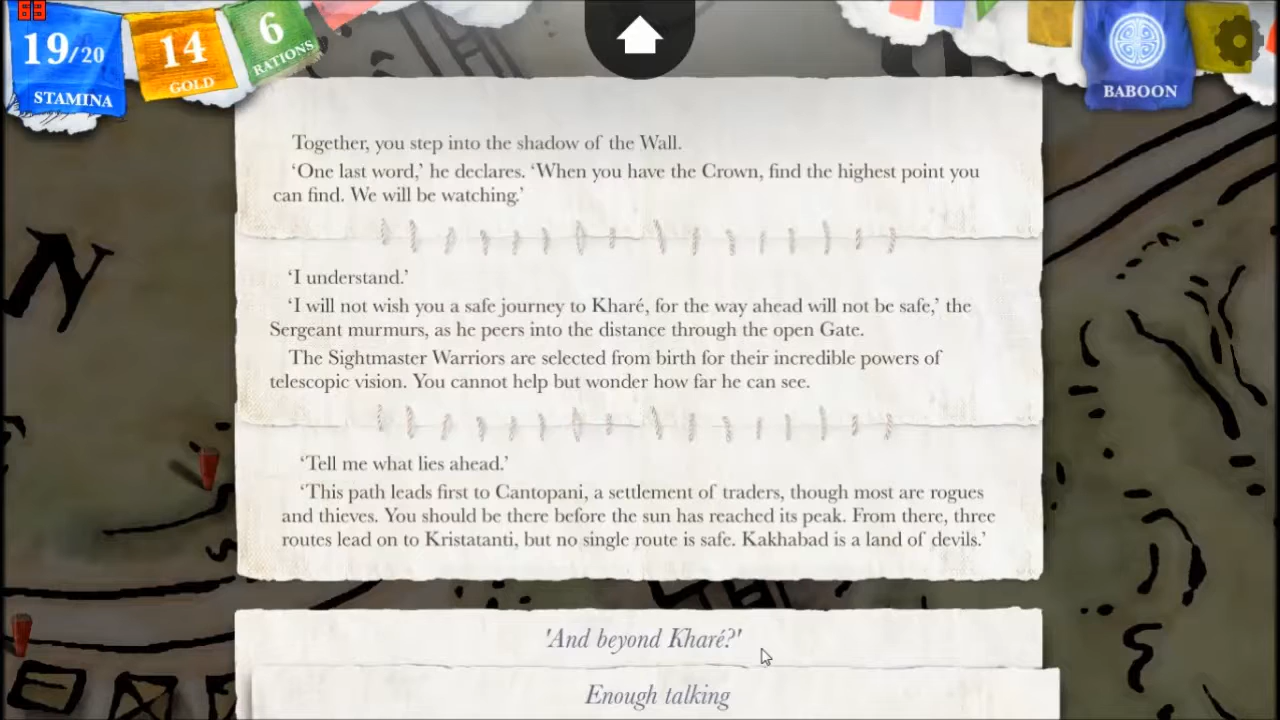 63
19/20
STAMINA
14
GOLD
6
RATIONS
BABOON
Together, you step into the shadow of the Wall.
‘One last word,’ he declares. ‘When you have the Crown, find the highest point you
can find. We will be watching.’
‘I understand.’
‘I will not wish you a safe journey to Kharé, for the way ahead will not be safe,’ the
Sergeant murmurs, as he peers into the distance through the open Gate.
The Sightmaster Warriors are selected from birth for their incredible powers of
telescopic vision. You cannot help but wonder how far he can see.
‘Tell me what lies ahead.’
‘This path leads first to Cantopani, a settlement of traders, though most are rogues
and thieves. You should be there before the sun has reached its peak. From there, three
routes lead on to Kristatanti, but no single route is safe. Kakhabad is a land of devils.’
'And beyond Kharé?'
Enough talking
N